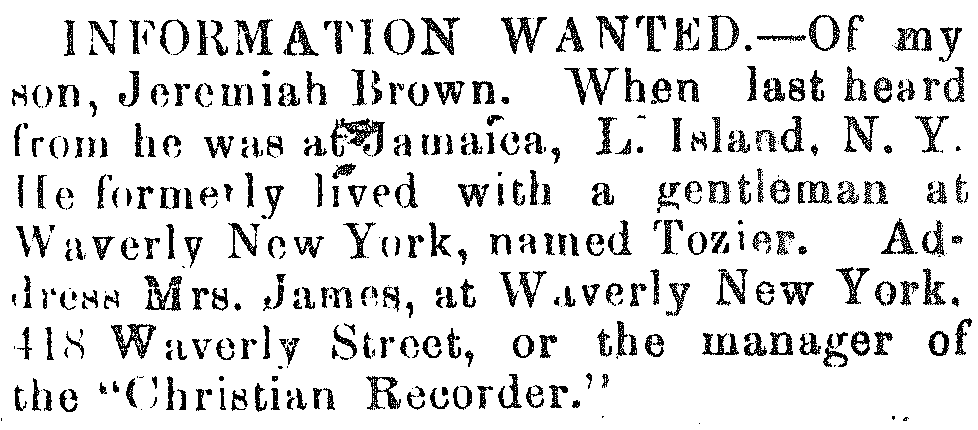 INFORMATION WANTED.—Of my
son, Jeremiah Brown. When last heard
from he was at Jamaica, L. Island, N. Y.
He formerly lived with a gentleman at
Waverly New York, named Tozier. Ad-
dress Mrs. James, at Waverly New York.
418 Waverly Street, or the manager of
the "Christian Recorder."